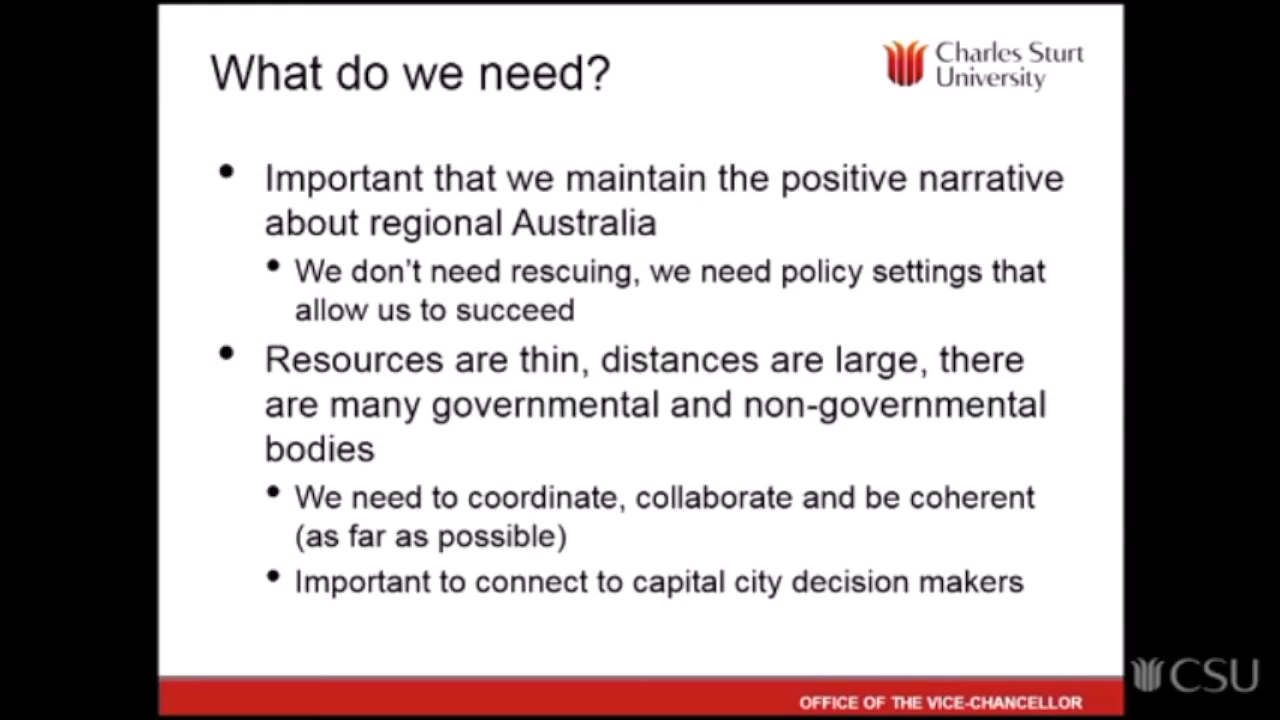 What do we need?
Charles Sturt
University
• Important that we maintain the positive narrative
about regional Australia
• We don't need rescuing, we need policy settings that
allow us to succeed
• Resources are thin, distances are large, there
are many governmental and non-governmental
bodies
• We need to coordinate, collaborate and be coherent
(as far as possible)
• Important to connect to capital city decision makers
OFFICE OF THE VICE-CHANCELLOR
CSU